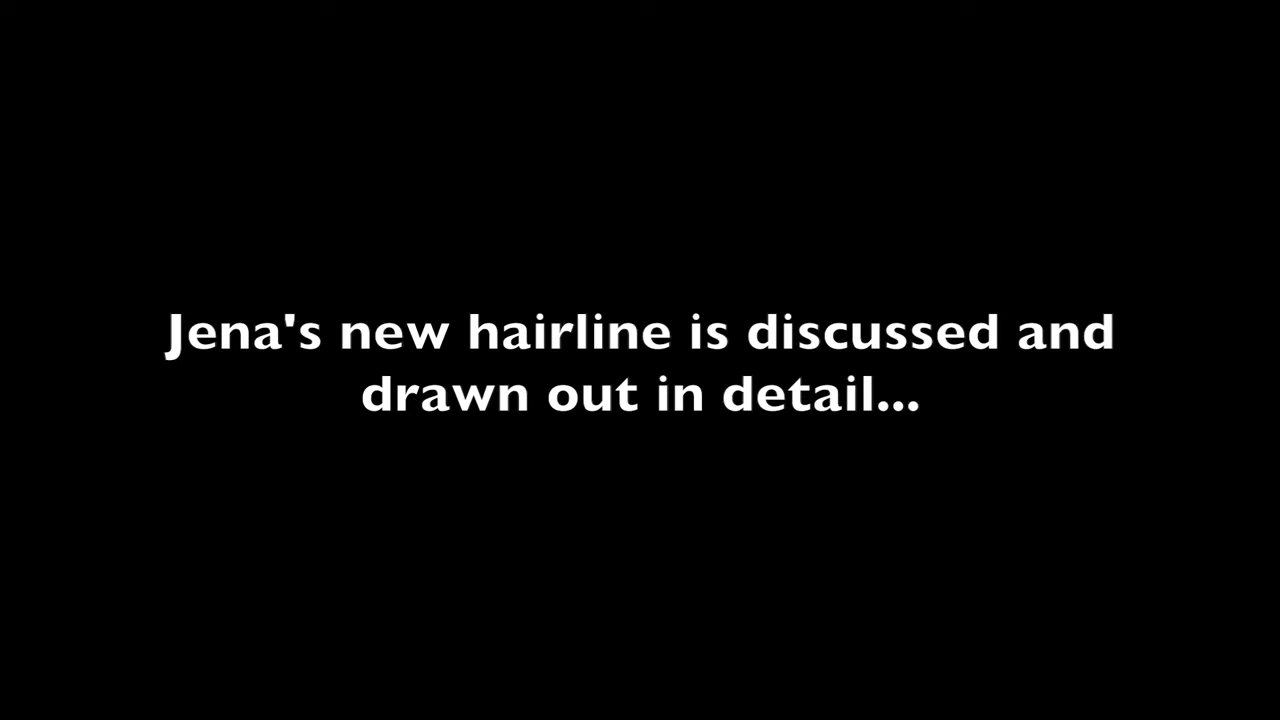 Jena's new hairline is discussed and
drawn out in detail...